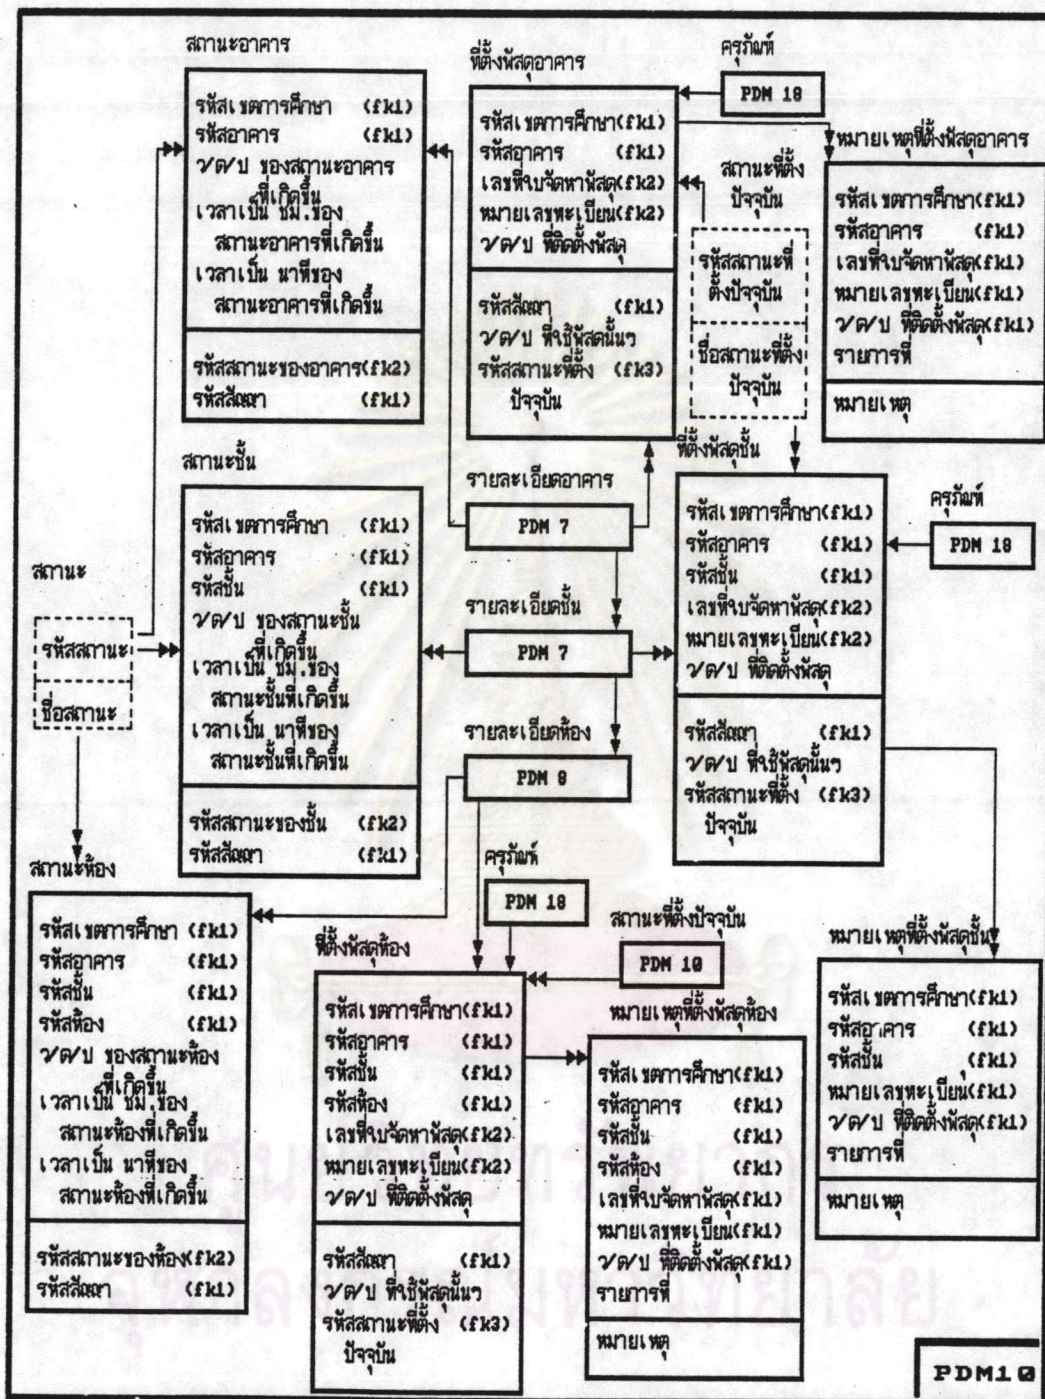 สถานะอาคาร
รหัสเขตการศึกษา (fk1)
รหัสอาคาร (fk1)
ว/ด/ป ของสถานะอาคาร
ที่เกิดขึ้น
เวลาเป็น ชม.ของ
สถานะอาคารที่เกิดขึ้น
เวลาเป็น นาทีของ
สถานะอาคารที่เกิดขึ้น
รหัสสถานะของอาคาร(fk2)
รหัสสัญญา (fk1)
ที่ตั้งพัสดุอาคาร
รหัสเขตการศึกษา(fk1)
รหัสอาคาร (fk1)
เลขที่ใบจัดหาพัสดุ(fk2)
หมายเลขทะเบียน(fk2)
ว/ด/ป ที่ติดตั้งพัสดุ
รหัสสัญญา (fk1)
ว/ด/ป ที่ใช้พัสดุนั้นๆ
รหัสสถานะที่ตั้ง (fk3)
ปัจจุบัน
ครุภัณฑ์
PDM 18
สถานะที่ตั้ง
ปัจจุบัน
รหัสสถานะที่
ตั้งปัจจุบัน
ชื่อสถานะที่ตั้ง
ปัจจุบัน
หมายเหตุที่ตั้งพัสดุอาคาร
รหัสเขตการศึกษา(fk1)
รหัสอาคาร (fk1)
เลขที่ใบจัดหาพัสดุ(fk1)
หมายเลขทะเบียน(fk1)
ว/ด/ป ที่ติดตั้งพัสดุ(fk1)
รายการที่
หมายเหตุ
สถานะชั้น
รหัสเขตการศึกษา (fk1)
รหัสอาคาร (fk1)
รหัสชั้น (fk1)
ว/ด/ป ของสถานะชั้น
ที่เกิดขึ้น
เวลาเป็น ชม.ของ
สถานะชั้นที่เกิดขึ้น
เวลาเป็น นาทีของ
สถานะชั้นที่เกิดขึ้น
รหัสสถานะของชั้น (fk2)
รหัสสัญญา (fk1)
รายละเอียดอาคาร
PDM 7
รายละเอียดชั้น
PDM 7
รายละเอียดห้อง
PDM 8
ที่ตั้งพัสดุชั้น
รหัสเขตการศึกษา(fk1)
รหัสอาคาร (fk1)
รหัสชั้น (fk1)
เลขที่ใบจัดหาพัสดุ(fk2)
หมายเลขทะเบียน(fk2)
ว/ด/ป ที่ติดตั้งพัสดุ
รหัสสัญญา (fk1)
ว/ด/ป ที่ใช้พัสดุนั้นๆ
รหัสสถานะที่ตั้ง (fk3)
ปัจจุบัน
ครุภัณฑ์
PDM 18
สถานะ
รหัสสถานะ
ชื่อสถานะ
สถานะห้อง
รหัสเขตการศึกษา (fk1)
รหัสอาคาร (fk1)
รหัสชั้น (fk1)
รหัสห้อง (fk1)
ว/ด/ป ของสถานะห้อง
ที่เกิดขึ้น
เวลาเป็น ชม.ของ
สถานะห้องที่เกิดขึ้น
เวลาเป็น นาทีของ
สถานะห้องที่เกิดขึ้น
รหัสสถานะของห้อง(fk2)
รหัสสัญญา (fk1)
ครุภัณฑ์
PDM 18
ที่ตั้งพัสดุห้อง
รหัสเขตการศึกษา(fk1)
รหัสอาคาร (fk1)
รหัสชั้น (fk1)
รหัสห้อง (fk1)
เลขที่ใบจัดหาพัสดุ(fk2)
หมายเลขทะเบียน(fk2)
ว/ด/ป ที่ติดตั้งพัสดุ
รหัสสัญญา (fk1)
ว/ด/ป ที่ใช้พัสดุนั้นๆ
รหัสสถานะที่ตั้ง (fk3)
ปัจจุบัน
สถานะที่ตั้งปัจจุบัน
PDM 10
หมายเหตุที่ตั้งพัสดุห้อง
รหัสเขตการศึกษา(fk1)
รหัสอาคาร (fk1)
รหัสชั้น (fk1)
รหัสห้อง (fk1)
เลขที่ใบจัดหาพัสดุ(fk1)
หมายเลขทะเบียน(fk1)
ว/ด/ป ที่ติดตั้งพัสดุ(fk1)
รายการที่
หมายเหตุ
หมายเหตุที่ตั้งพัสดุชั้น
รหัสเขตการศึกษา(fk1)
รหัสอาคาร (fk1)
รหัสชั้น (fk1)
หมายเลขทะเบียน(fk1)
ว/ด/ป ที่ติดตั้งพัสดุ(fk1)
รายการที่
หมายเหตุ
ศูนย์วิทยทรัพยากร
จุฬาลงกรณ์มหาวิทยาลัย
PDM10